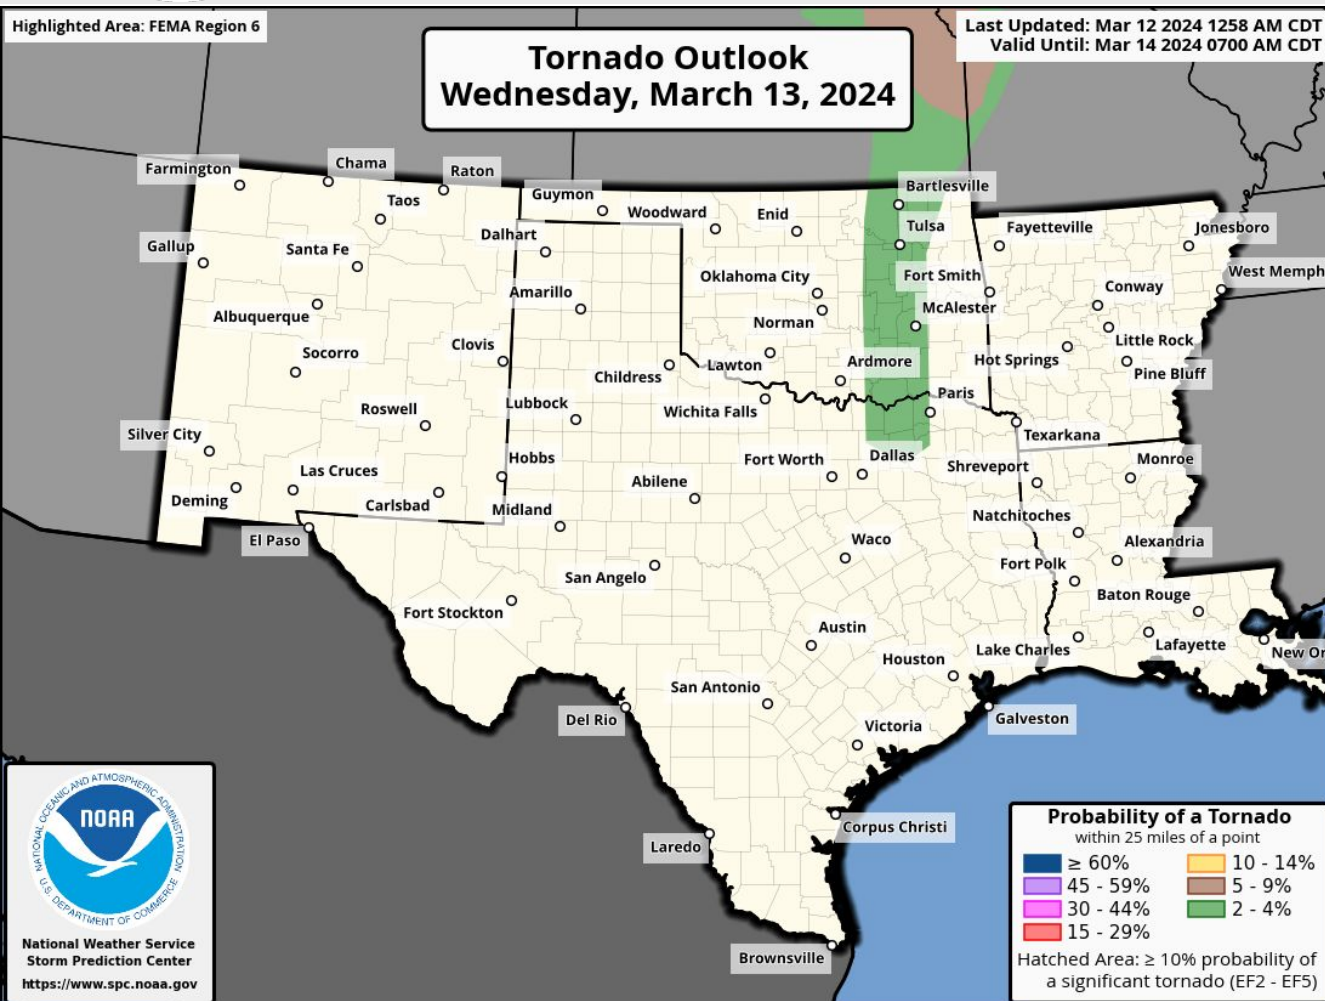 Highlighted Area: FEMA Region 6
Last Updated: Mar 12 2024 1258 AM CDT
Valid Until: Mar 14 2024 0700 AM CDT
Tornado Outlook
Wednesday, March 13, 2024
Farmington
Chama
Raton
Taos
Guymon
Woodward
Enid
Bartlesville
Tulsa
Fayetteville
Jonesboro
Gallup
Santa Fe
Dalhart
Oklahoma City
Fort Smith
West Memph
Amarillo
Conway
Albuquerque
Norman
McAlester
Little Rock
Socorro
Clovis
Childress
Lawton
Ardmore
Hot Springs
Pine Bluff
Roswell
Lubbock
Wichita Falls
Paris
Texarkana
Silver City
Las Cruces
Hobbs
Fort Worth
Dallas
Shreveport
Monroe
Deming
Carlsbad
Midland
Abilene
Natchitoches
El Paso
Waco
Alexandria
San Angelo
Fort Polk
Fort Stockton
Baton Rouge
Austin
Lake Charles
Lafayette
New Or
Houston
San Antonio
Del Rio
Galveston
Victoria
Corpus Christi
Laredo
Brownsville
NATIONAL OCEANIC AND ATMOSPHERIC ADMINISTRATION
NOAA
U.S. DEPARTMENT OF COMMERCE
National Weather Service
Storm Prediction Center
https://www.spc.noaa.gov
Probability of a Tornado
within 25 miles of a point
≥ 60%
45 - 59%
30 - 44%
15 - 29%
10 - 14%
5 - 9%
2 - 4%
Hatched Area: ≥ 10% probability of
a significant tornado (EF2 - EF5)